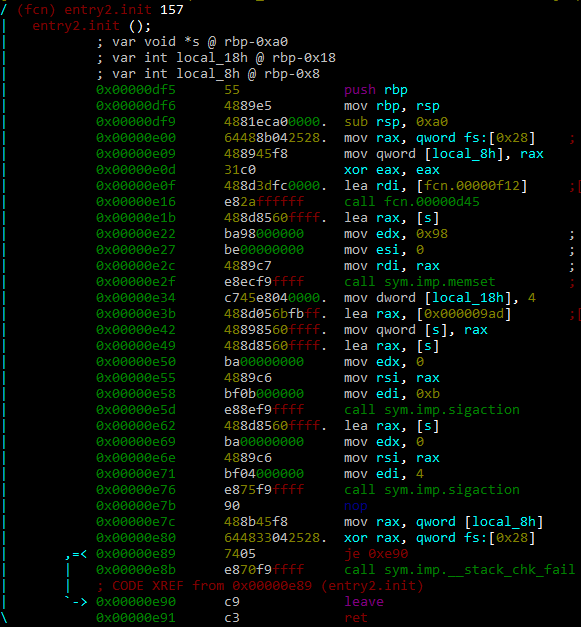 / (fcn) entry2.init 157
|   entry2.init ();
|           ; var void *s @ rbp-0xa0
|           ; var int local_18h @ rbp-0x18
|           ; var int local_8h @ rbp-0x8
|           0x00000df5      55             push rbp
|           0x00000df6      4889e5         mov rbp, rsp
|           0x00000df9      4881eca00000.  sub rsp, 0xa0
|           0x00000e00      64488b042528.  mov rax, qword fs:[0x28]    ;
|           0x00000e09      488945f8       mov qword [local_8h], rax
|           0x00000e0d      31c0           xor eax, eax
|           0x00000e0f      488d3dfc0000.  lea rdi, [fcn.00000f12]     ;|
|           0x00000e16      e82affffff     call fcn.00000d45
|           0x00000e1b      488d8560ffff.  lea rax, [s]
|           0x00000e22      ba98000000     mov edx, 0x98               ;
|           0x00000e27      be00000000     mov esi, 0                  ;
|           0x00000e2c      4889c7         mov rdi, rax                ;
|           0x00000e2f      e8ecf9ffff     call sym.imp.memset         ;
|           0x00000e34      c745e8040000.  mov dword [local_18h], 4
|           0x00000e3b      488d056bfbff.  lea rax, [0x000009ad]       ;|
|           0x00000e42      48898560ffff.  mov qword [s], rax
|           0x00000e49      488d8560ffff.  lea rax, [s]
|           0x00000e50      ba00000000     mov edx, 0
|           0x00000e55      4889c6         mov rsi, rax
|           0x00000e58      bf0b000000     mov edi, 0xb
|           0x00000e5d      e88ef9ffff     call sym.imp.sigaction
|           0x00000e62      488d8560ffff.  lea rax, [s]
|           0x00000e69      ba00000000     mov edx, 0
|           0x00000e6e      4889c6         mov rsi, rax
|           0x00000e71      bf04000000     mov edi, 4
|           0x00000e76      e875f9ffff     call sym.imp.sigaction
|           0x00000e7b      90             nop
|           0x00000e7c      488b45f8       mov rax, qword [local_8h]
|           0x00000e80      644833042528.  xor rax, qword fs:[0x28]
|       ,=< 0x00000e89      7405           je 0xe90
|       |   0x00000e8b      e870f9ffff     call sym.imp.__stack_chk_fail
|       |   ; CODE XREF from 0x00000e89 (entry2.init)
|       `-> 0x00000e90      c9             leave
\           0x00000e91      c3             ret